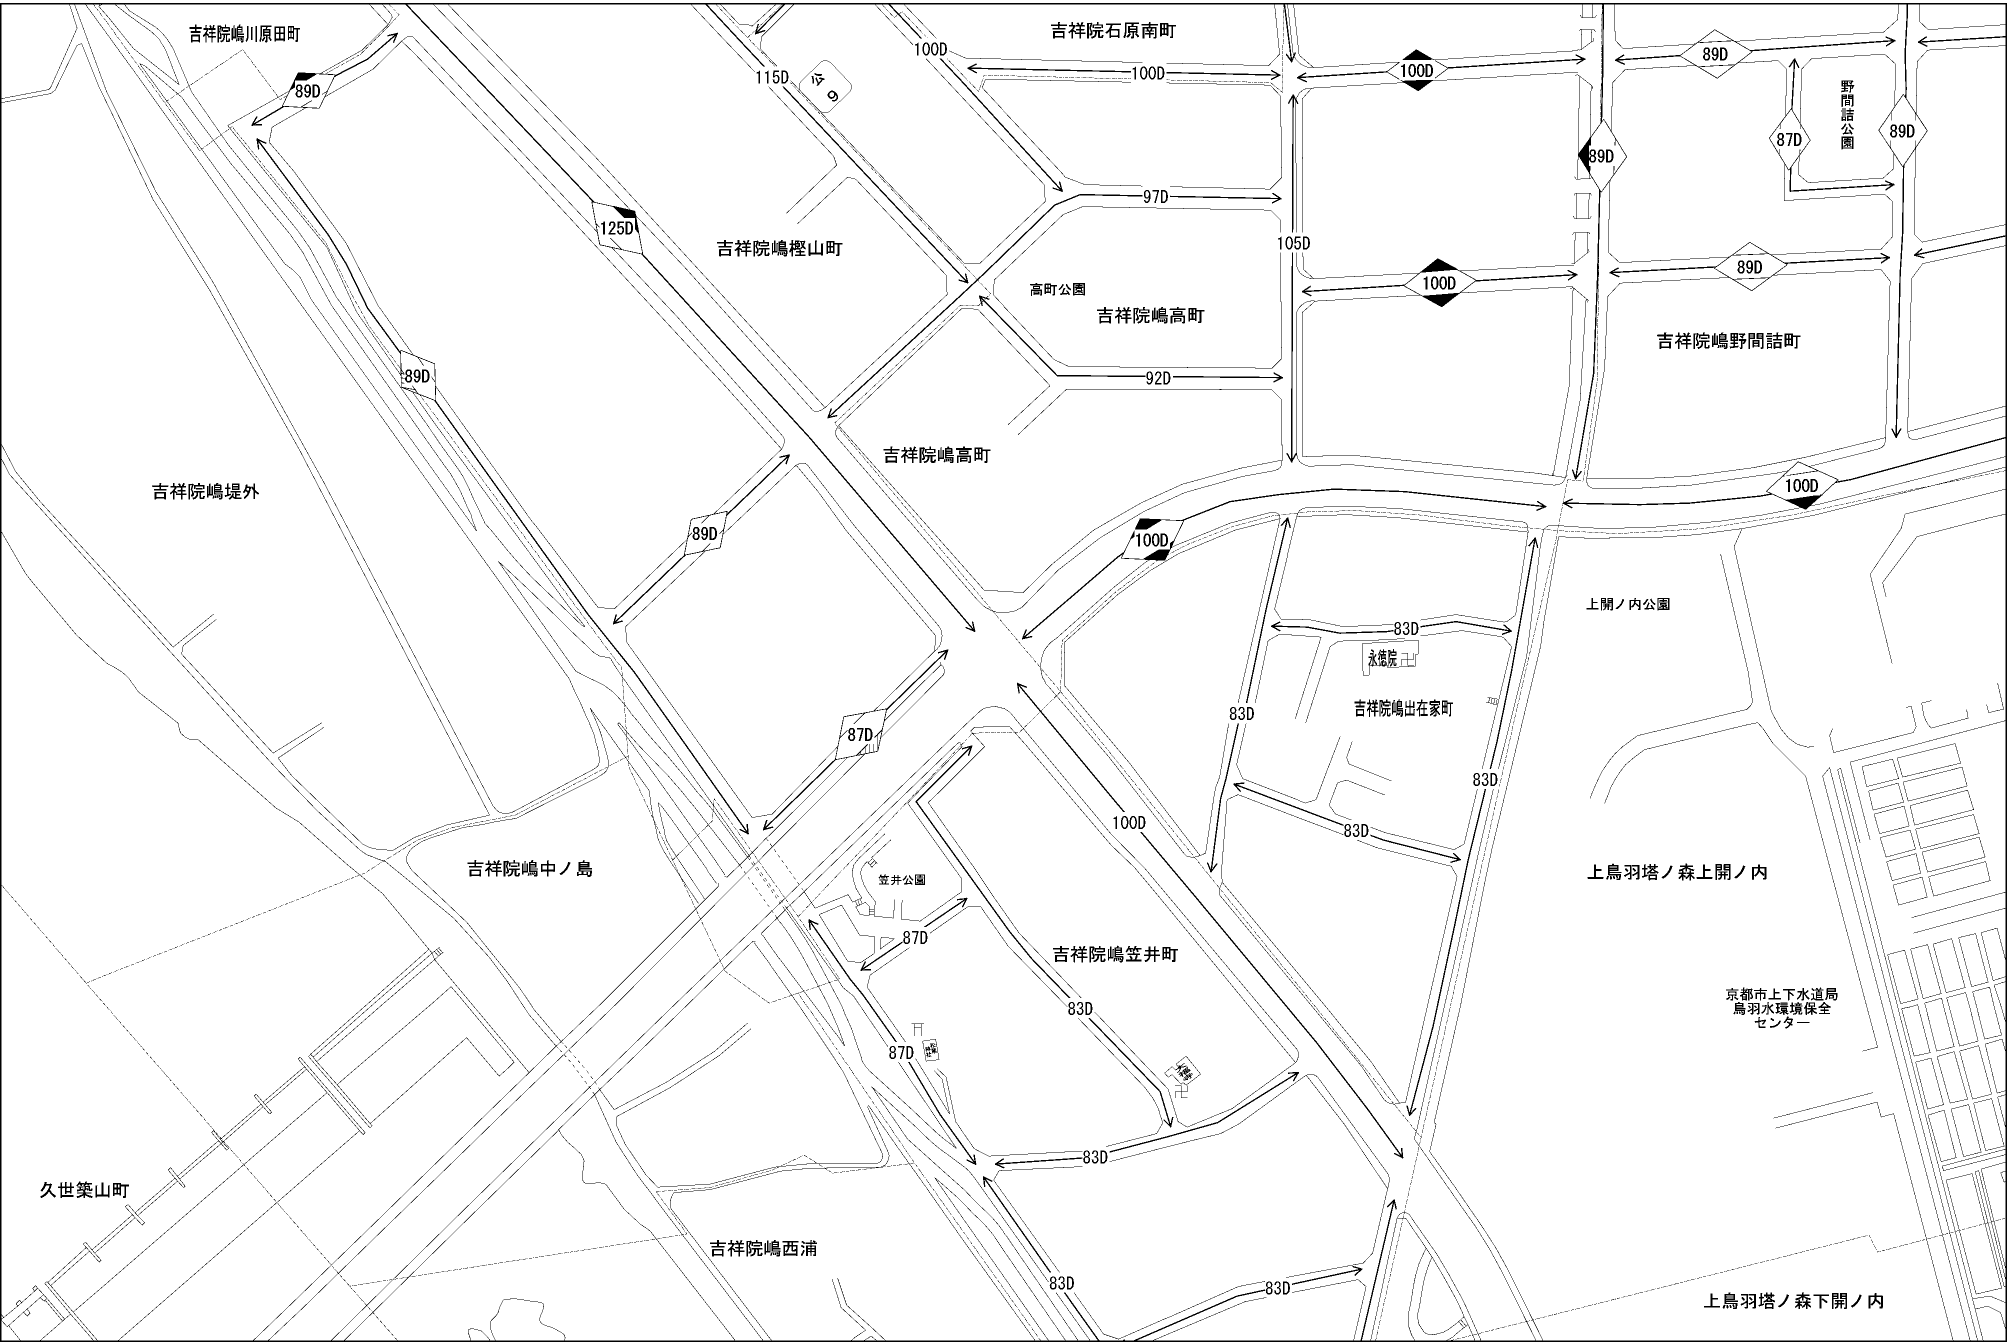 吉祥院嶋川原田町
吉祥院石原南町
100D
100D
100D
89D
115D
公
9
89D
野間詰公園
87D
89D
89D
97D
125D
吉祥院嶋樫山町
105D
高町公園
吉祥院嶋高町
100D
89D
吉祥院嶋野間詰町
89D
92D
吉祥院嶋高町
吉祥院嶋堤外
100D
89D
100D
上開ノ内公園
83D
永徳院
吉祥院嶋出在家町
83D
87D
83D
100D
83D
吉祥院嶋中ノ島
笠井公園
上鳥羽塔ノ森上開ノ内
87D
吉祥院嶋笠井町
83D
京都市上下水道局
鳥羽水環境保全
センター
87D
83D
久世築山町
吉祥院嶋西浦
83D
83D
上鳥羽塔ノ森下開ノ内